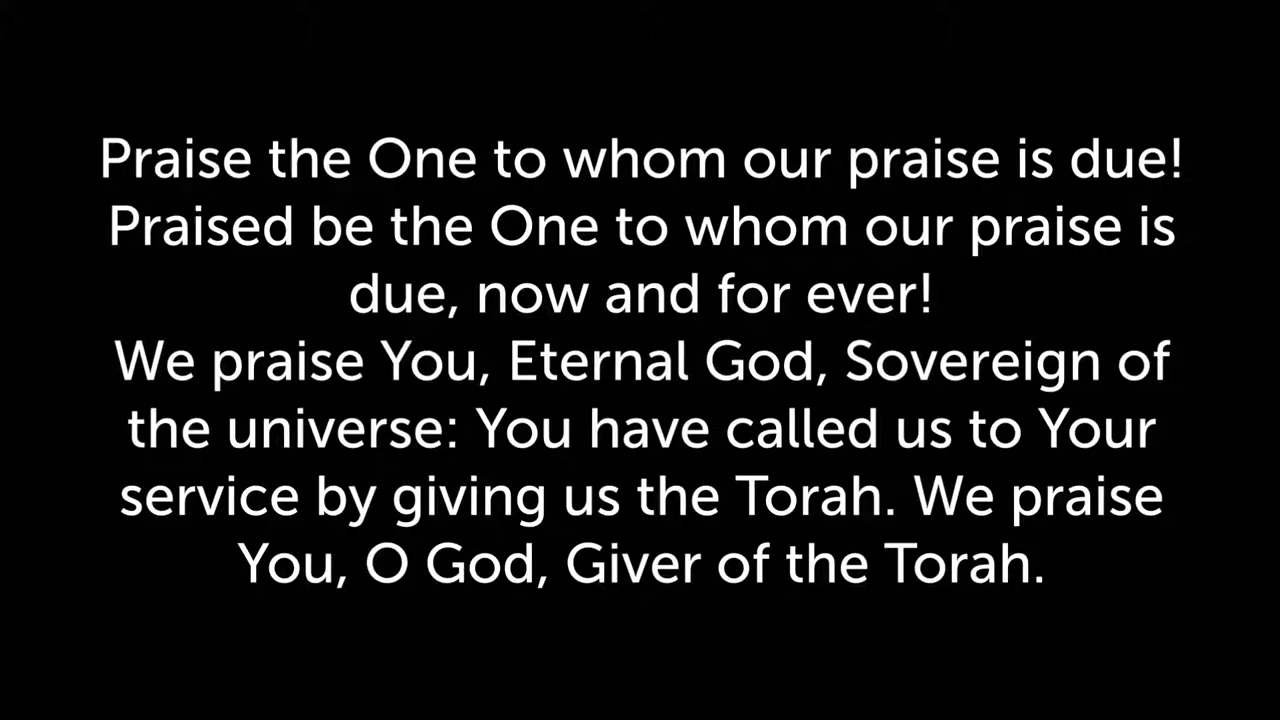 Praise the One to whom our praise is due!
Praised be the One to whom our praise is
due, now and for ever!
We praise You, Eternal God, Sovereign of
the universe: You have called us to Your
service by giving us the Torah. We praise
You, O God, Giver of the Torah.